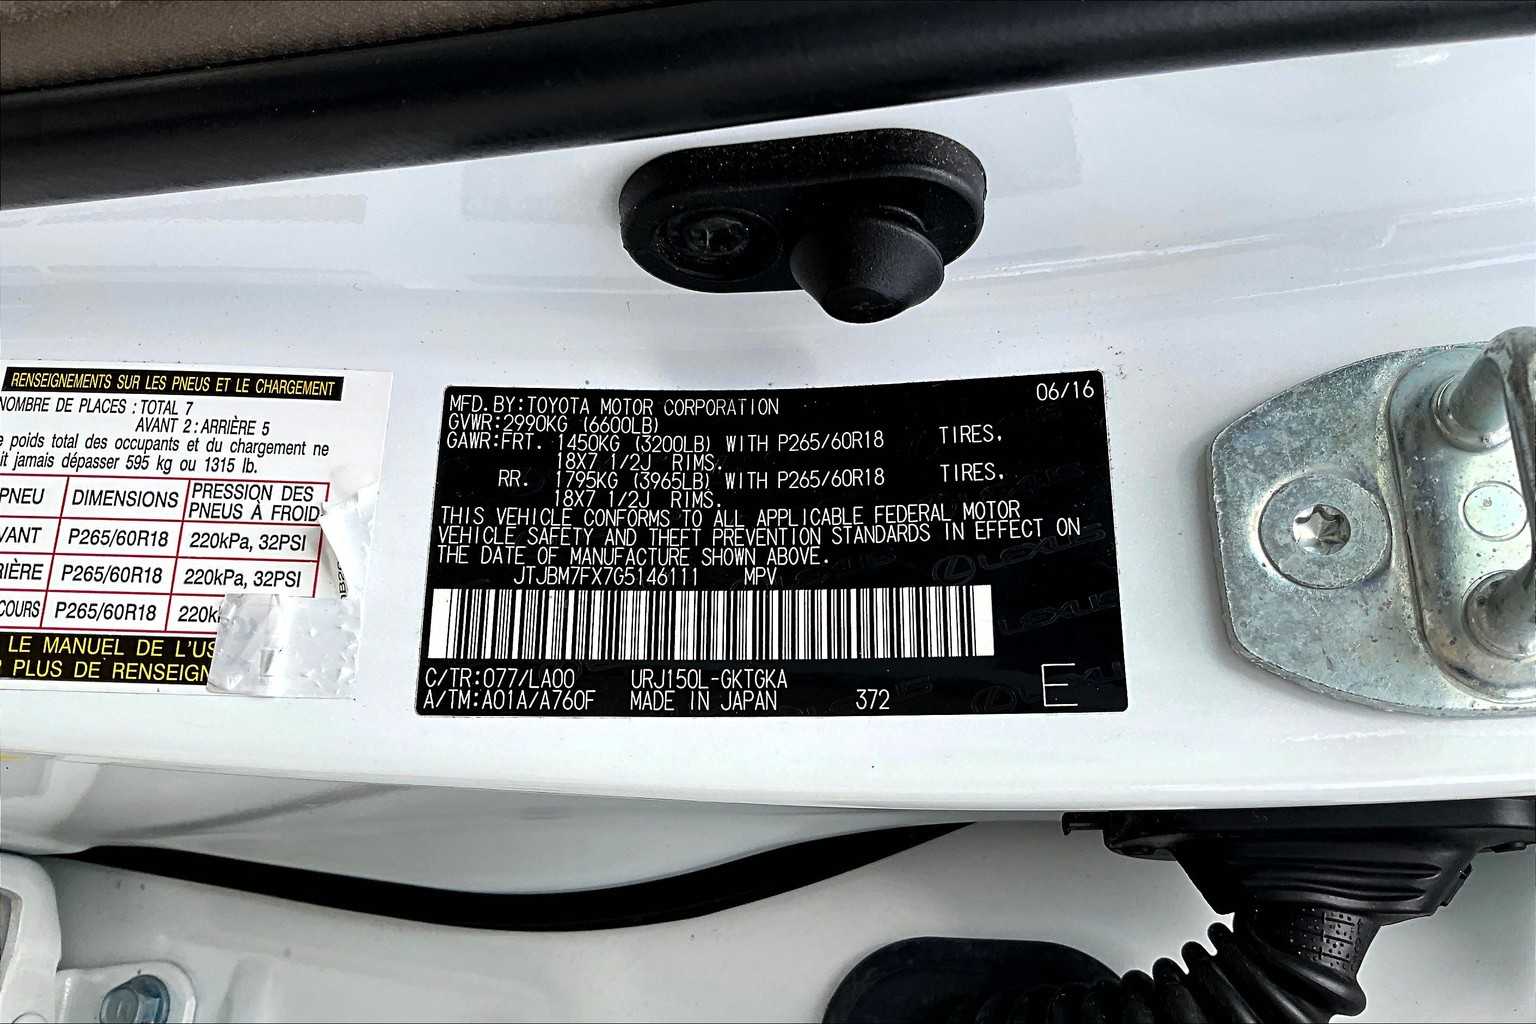 RENSEIGNEMENTS SUR LES PNEUS ET LE CHARGEMENT
NOMBRE DE PLACES : TOTAL 7
AVANT 2 : ARRIÈRE 5
poids total des occupants et du chargement ne
jamais dépasser 595 kg ou 1315 lb.
PNEU DIMENSIONS PRESSION DES PNEUS À FROID
P265/60R18 220kPa, 32PSI
P265/60R18 220kPa, 32PSI
P265/60R18
LE MANUEL DE
PLUS DE
06/16
MFD. BY: TOYOTA MOTOR CORPORATION
GVWR: 2990KG (6600LB)
GAWR: FRT. 1450KG (3200LB) WITH P265/60R18 TIRES,
18X7 1/2J RIMS.
RR. 1795KG (3965LB) WITH P265/60R18 TIRES,
18X7 1/2J RIMS.
THIS VEHICLE CONFORMS TO ALL APPLICABLE FEDERAL MOTOR
VEHICLE SAFETY AND THEFT PREVENTION STANDARDS IN EFFECT ON
THE DATE OF MANUFACTURE SHOWN ABOVE.
JTJBM7FX7G5146111 MPV
C/TR: 077/LA00 URJ150L-GKTGKA
A/TM: A01A/A760F MADE IN JAPAN 372 E
LEXUS